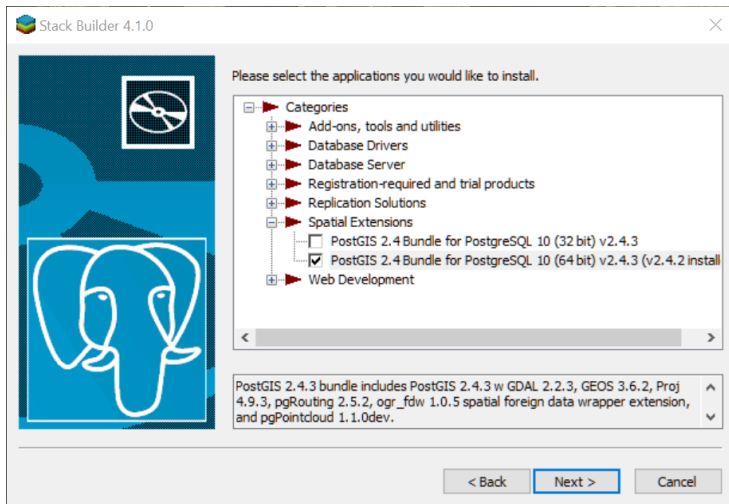 Stack Builder 4.1.0
Please select the applications you would like to install.
Categories
Add-ons, tools and utilities
Database Drivers
Database Server
Registration-required and trial products
Replication Solutions
Spatial Extensions
PostGIS 2.4 Bundle for PostgreSQL 10 (32 bit) v2.4.3
PostGIS 2.4 Bundle for PostgreSQL 10 (64 bit) v2.4.3 (v2.4.2 install
Web Development
PostGIS 2.4.3 bundle includes PostGIS 2.4.3 w GDAL 2.2.3, GEOS 3.6.2, Proj
4.9.3, pgRouting 2.5.2, ogr_fdw 1.0.5 spatial foreign data wrapper extension,
and pgPointcloud 1.1.0dev.
< Back Next > Cancel